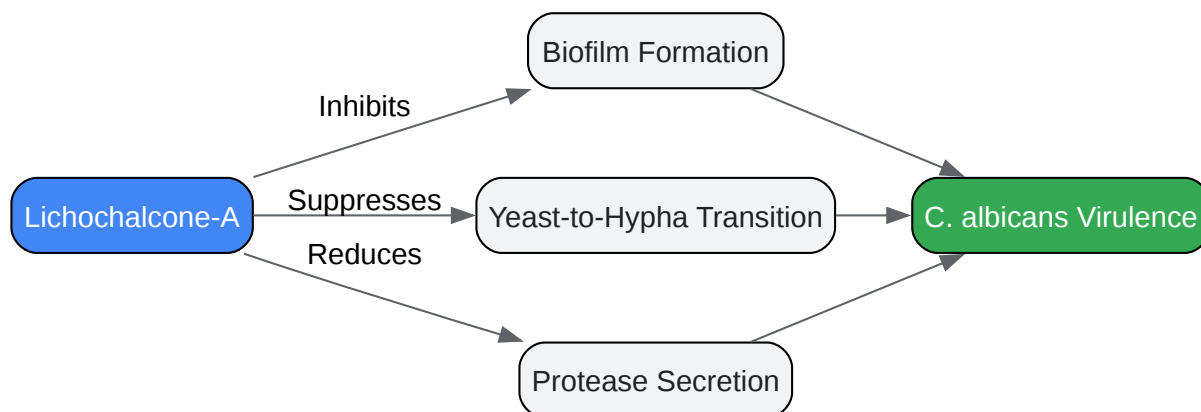 Biofilm Formation
Inhibits
Lichochalcone-A
Suppresses
Yeast-to-Hypha Transition
C. albicans Virulence
Reduces
Protease Secretion